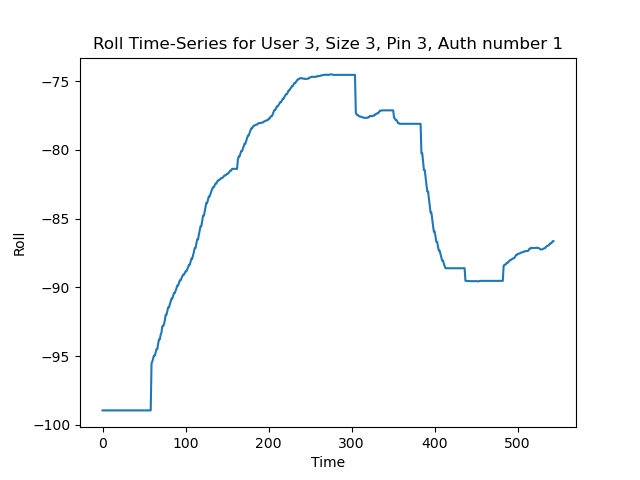 Roll Time-Series for User 3, Size 3, Pin 3, Auth number 1
−75
−80
−85
−90
−95
−100
Roll
0 100 200 300 400 500
Time